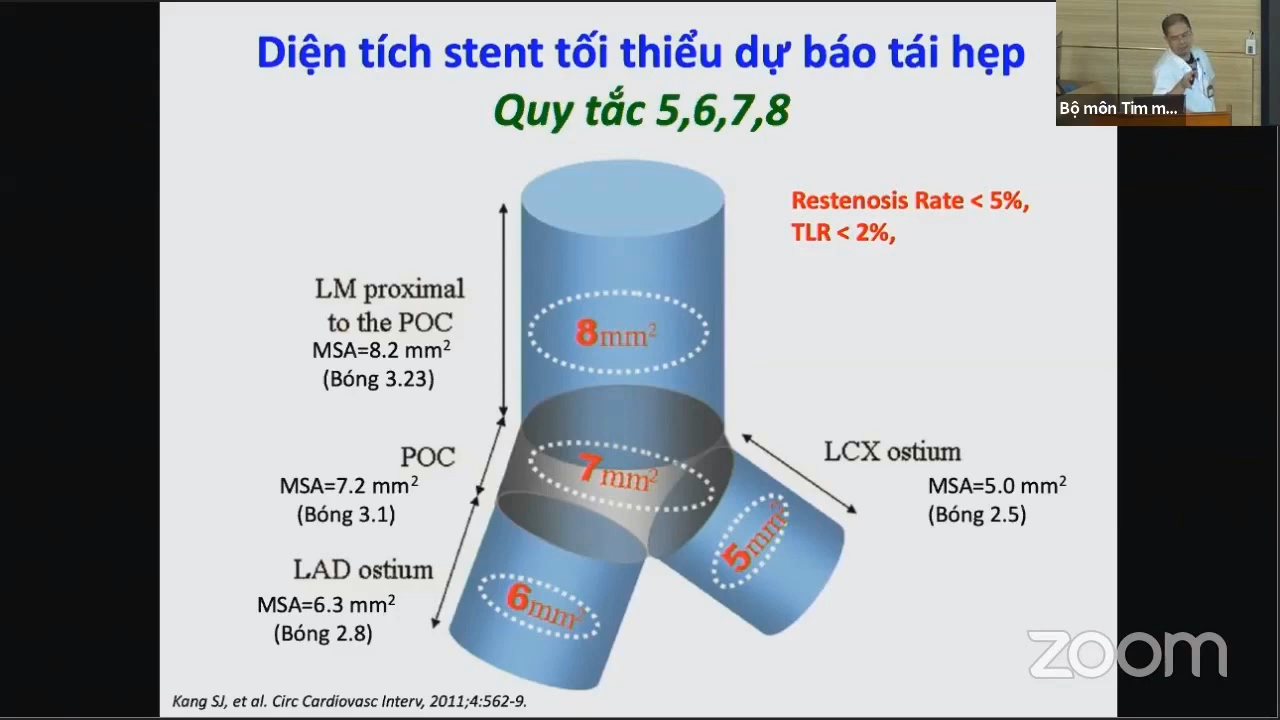 Diện tích stent tối thiểu dự báo tái hẹp
Quy tắc 5,6,7,8
Bộ môn Tim m...
Restenosis Rate < 5%,
TLR < 2%,
LM proximal
to the POC
MSA=8.2 mm²
(Bóng 3.23)
8mm²
POC
MSA=7.2 mm²
(Bóng 3.1)
7mm²
LCX ostium
MSA=5.0 mm²
(Bóng 2.5)
5mm²
LAD ostium
MSA=6.3 mm²
(Bóng 2.8)
6mm²
zoom
Kang SJ, et al. Circ Cardiovasc Interv, 2011;4:562-9.